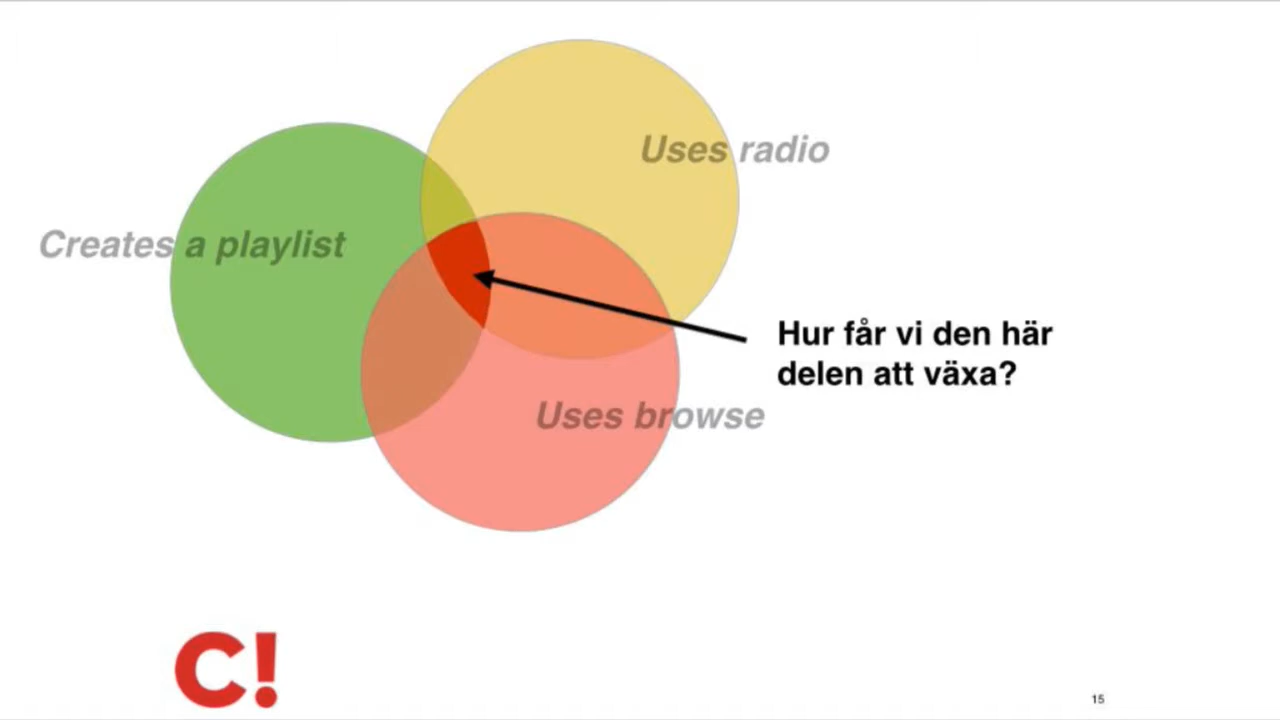 Uses radio
Creates a playlist
Hur får vi den här
delen att växa?
Uses browse
C!
15